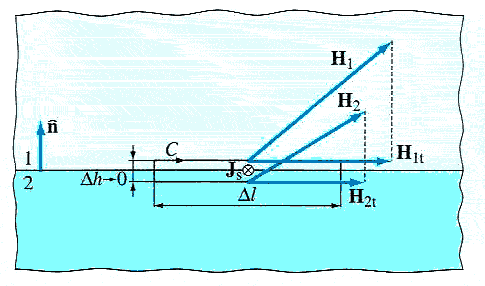 H₁
H₂
n̂
1
C
H₁ₜ
2
Δh→0
Jₛ
Δl
H₂ₜ